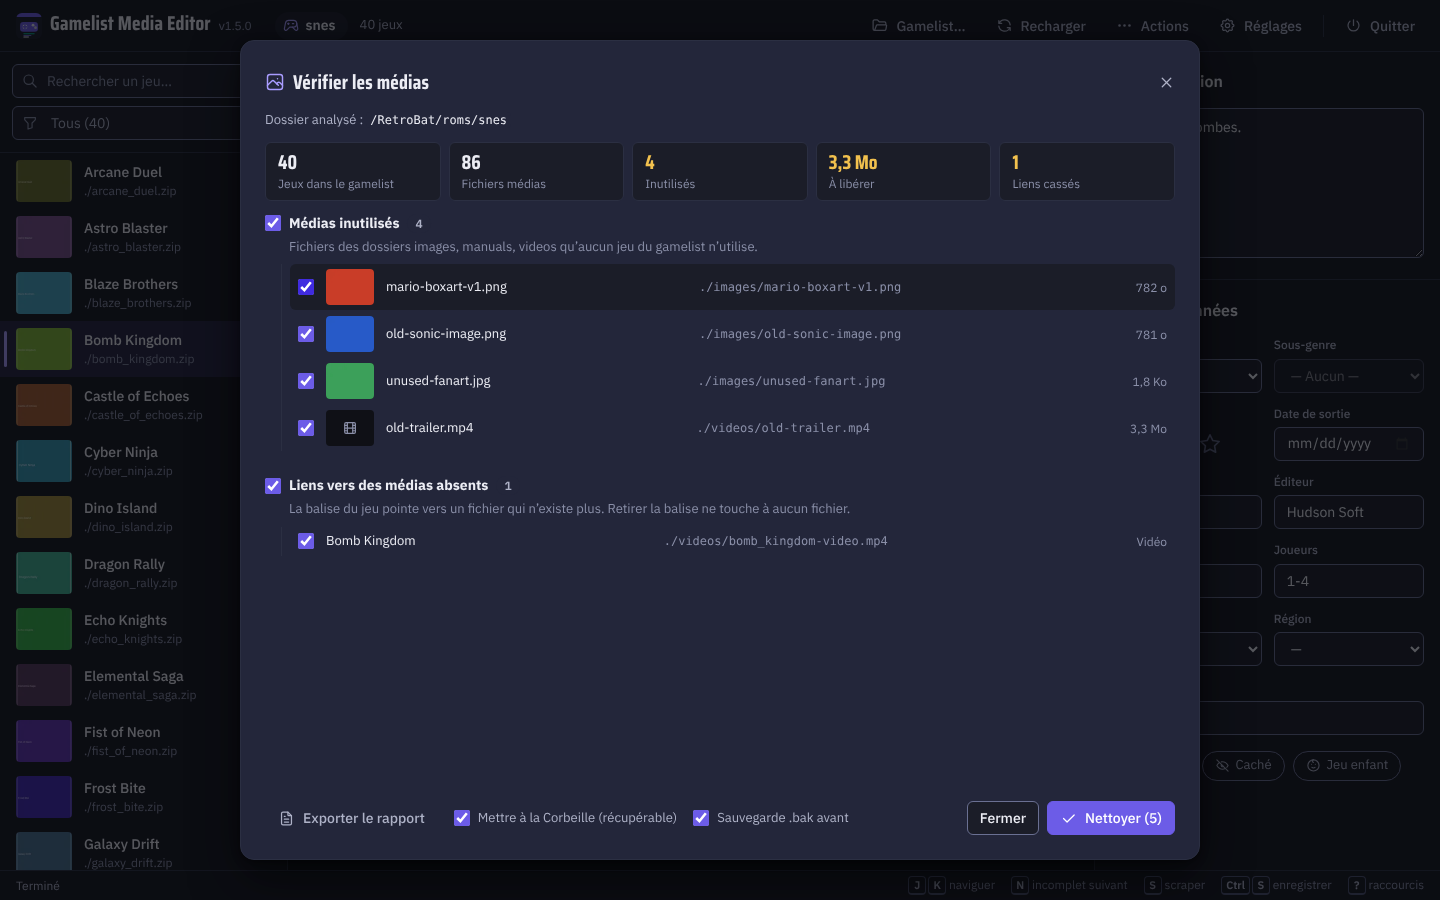 Gamelist Media Editor v1.5.0 snes 40 jeux Gamelist... Recharger Actions Réglages Quitter
Rechercher un jeu...
Tous (40)
Arcane Duel
./arcane_duel.zip
Astro Blaster
./astro_blaster.zip
Blaze Brothers
./blaze_brothers.zip
Bomb Kingdom
./bomb_kingdom.zip
Castle of Echoes
./castle_of_echoes.zip
Cyber Ninja
./cyber_ninja.zip
Dino Island
./dino_island.zip
Dragon Rally
./dragon_rally.zip
Echo Knights
./echo_knights.zip
Elemental Saga
./elemental_saga.zip
Fist of Neon
./fist_of_neon.zip
Frost Bite
./frost_bite.zip
Galaxy Drift
./galaxy_drift.zip
Vérifier les médias
Dossier analysé : /RetroBat/roms/snes
40
Jeux dans le gamelist
86
Fichiers médias
4
Inutilisés
3,3 Mo
À libérer
1
Liens cassés
Médias inutilisés 4
Fichiers des dossiers images, manuals, videos qu’aucun jeu du gamelist n’utilise.
mario-boxart-v1.png ./images/mario-boxart-v1.png 782 o
old-sonic-image.png ./images/old-sonic-image.png 781 o
unused-fanart.jpg ./images/unused-fanart.jpg 1,8 Ko
old-trailer.mp4 ./videos/old-trailer.mp4 3,3 Mo
Liens vers des médias absents 1
La balise du jeu pointe vers un fichier qui n’existe plus. Retirer la balise ne touche à aucun fichier.
Bomb Kingdom ./videos/bomb_kingdom-video.mp4 Vidéo
Exporter le rapport Mettre à la Corbeille (récupérable) Sauvegarde .bak avant Fermer Nettoyer (5)
ion
ombes.
nées
Sous-genre
— Aucun —
Date de sortie
mm/dd/yyyy
Éditeur
Hudson Soft
Joueurs
1-4
Région
—
Caché Jeu enfant
Terminé J K naviguer N incomplet suivant S scraper Ctrl S enregistrer ? raccourcis